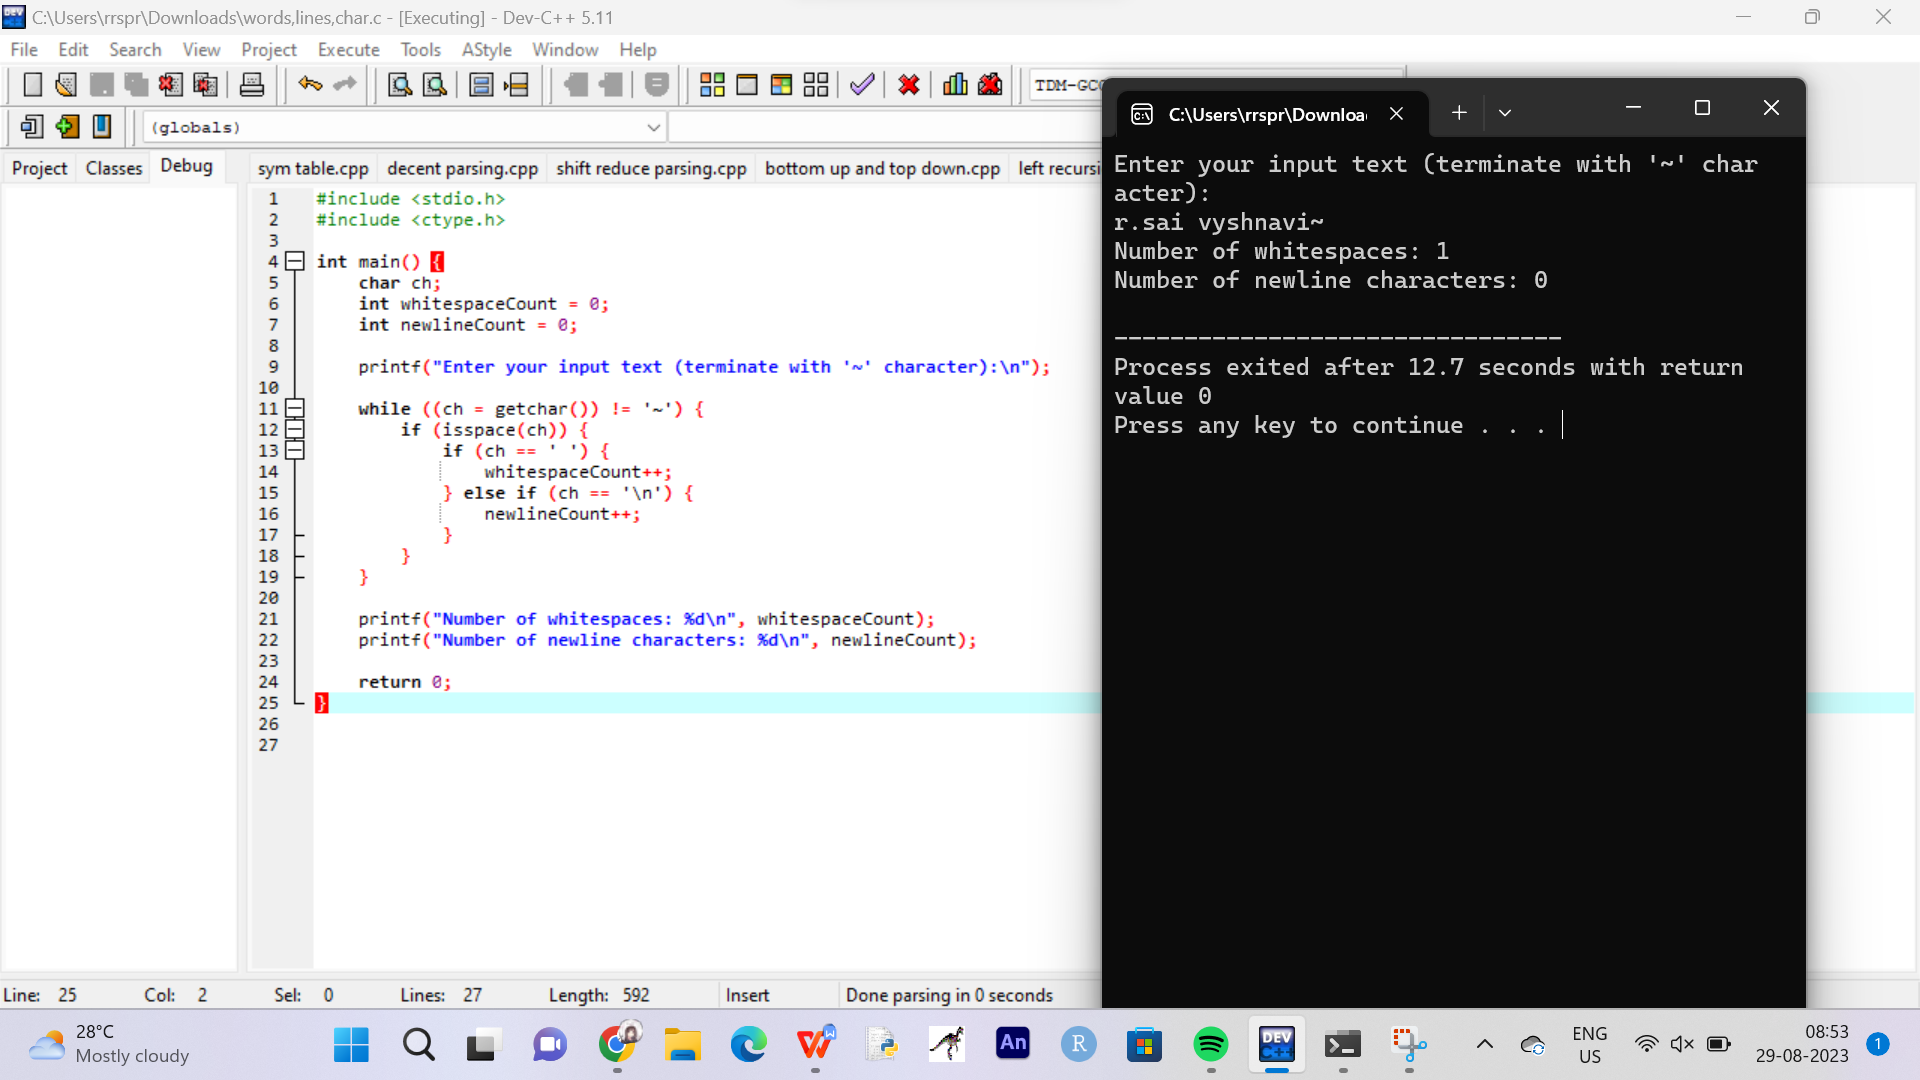 C:\Users\rrspr\Downloads\words,lines,char.c - [Executing] - Dev-C++ 5.11
File Edit Search View Project Execute Tools AStyle Window Help
TDM-GCC
(globals)
Project Classes Debug
sym table.cpp decent parsing.cpp shift reduce parsing.cpp bottom up and top down.cpp left recursi
1 #include <stdio.h>
2 #include <ctype.h>
3
4 int main() {
5 char ch;
6 int whitespaceCount = 0;
7 int newlineCount = 0;
8
9 printf("Enter your input text (terminate with '~' character):\n");
10
11 while ((ch = getchar()) != '~') {
12 if (isspace(ch)) {
13 if (ch == ' ') {
14 whitespaceCount++;
15 } else if (ch == '\n') {
16 newlineCount++;
17 }
18 }
19 }
20
21 printf("Number of whitespaces: %d\n", whitespaceCount);
22 printf("Number of newline characters: %d\n", newlineCount);
23
24 return 0;
25 }
26
27
C:\Users\rrspr\Downloa
Enter your input text (terminate with '~' char
acter):
r.sai vyshnavi~
Number of whitespaces: 1
Number of newline characters: 0
--------------------------------
Process exited after 12.7 seconds with return
value 0
Press any key to continue . . .
Line: 25 Col: 2 Sel: 0 Lines: 27 Length: 592 Insert Done parsing in 0 seconds
28°C
Mostly cloudy
An
R
DEV
C++
ENG
US
08:53
29-08-2023
1